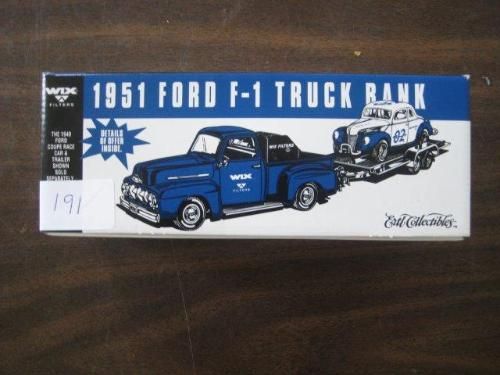 WIX
FILTERS
1951 FORD F-1 TRUCK BANK
THE 1940
FORD
COUPE RACE
CAR &
TRAILER
SHOWN
SOLD
SEPARATELY
DETAILS
OF OFFER
INSIDE.
WIX FILTERS
WIX
FILTERS
92
191
Ertl Collectibles